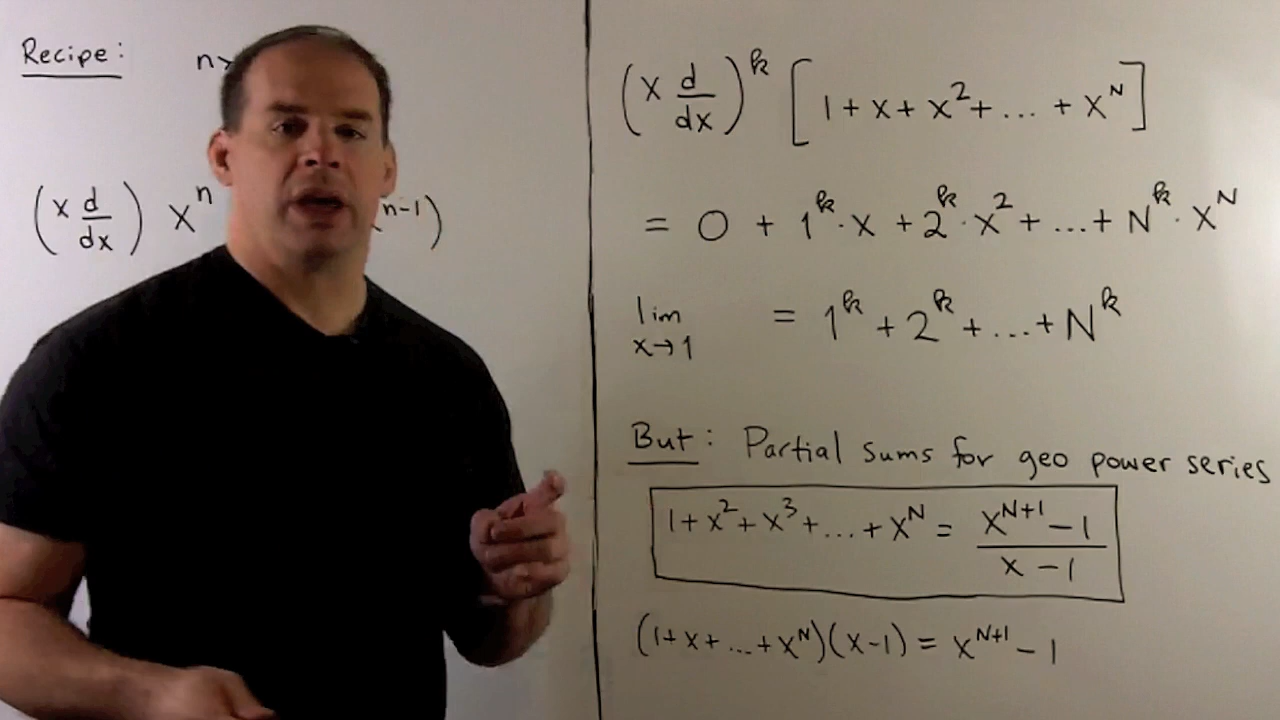 Recipe: n>
(x d/dx) x^n x^{n-1})
(x d/dx)^k [1 + x + x^2 + ... + x^N]
= 0 + 1^k · x + 2^k · x^2 + ... + N^k · x^N
lim x→1 = 1^k + 2^k + ... + N^k
But: Partial sums for geo power series
1 + x^2 + x^3 + ... + x^N = (x^{N+1} - 1)/(x - 1)
(1 + x + ... + x^N)(x - 1) = x^{N+1} - 1